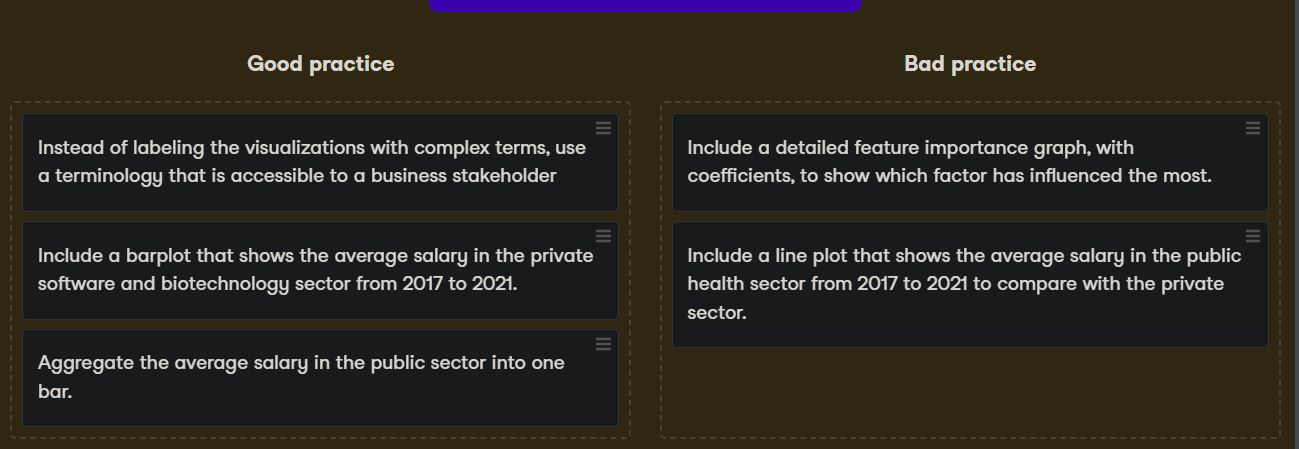 Good practice
Instead of labeling the visualizations with complex terms, use
a terminology that is accessible to a business stakeholder
Include a barplot that shows the average salary in the private
software and biotechnology sector from 2017 to 2021.
Aggregate the average salary in the public sector into one
bar.
Bad practice
Include a detailed feature importance graph, with
coefficients, to show which factor has influenced the most.
Include a line plot that shows the average salary in the public
health sector from 2017 to 2021 to compare with the private
sector.